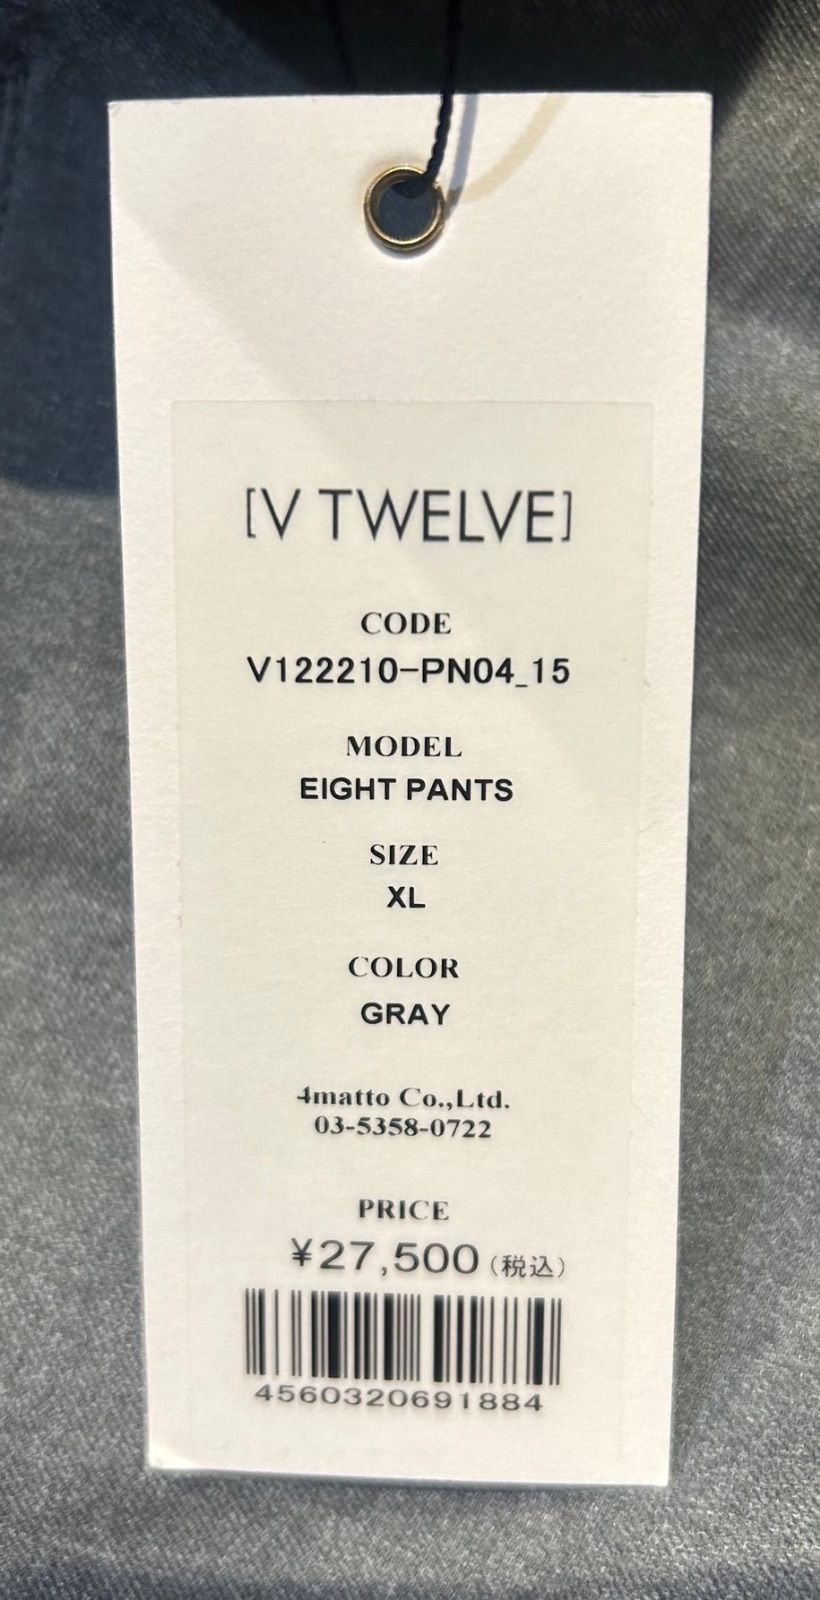 [V TWELVE]
CODE
V122210-PN04_15
MODEL
EIGHT PANTS
SIZE
XL
COLOR
GRAY
4matto Co.,Ltd.
03-5358-0722
PRICE
¥27,500(税込)
4560320691884